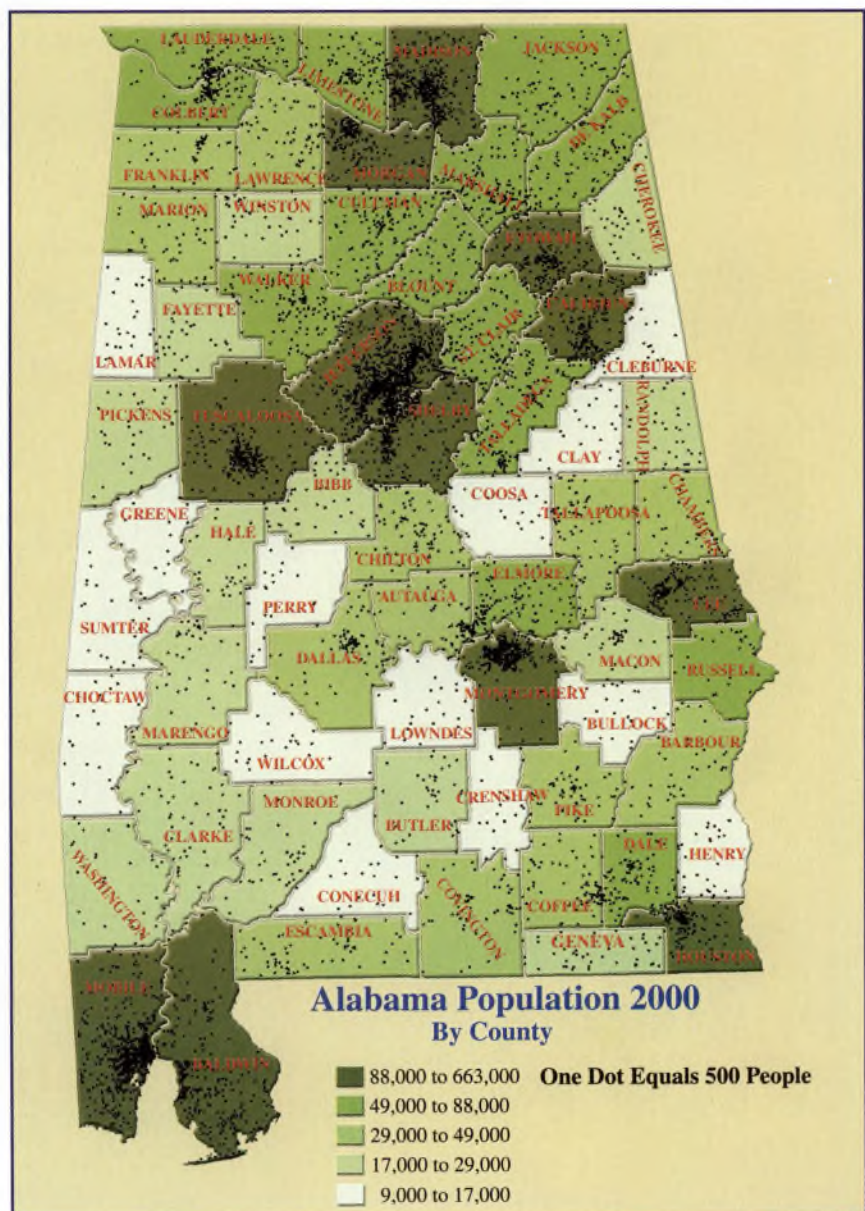 LAUDERDALE
MADISON
JACKSON
LIMESTONE
COLBERT
DEKALB
FRANKLIN
LAWRENCE
MORGAN
MARSHALL
CHEROKEE
MARION
WINSTON
CULLMAN
ETOWAH
WALKER
BLOUNT
FAYETTE
CALHOUN
LAMAR
JEFFERSON
ST CLAIR
CLEBURNE
PICKENS
TUSCALOOSA
SHELBY
TALLADEGA
RANDOLPH
CLAY
BIBB
COOSA
GREENE
HALE
TALLAPOOSA
CHAMBERS
CHILTON
ELMORE
AUTAUGA
PERRY
LEE
SUMTER
DALLAS
MACON
RUSSELL
CHOCTAW
MONTGOMERY
BULLOCK
MARENGO
LOWNDES
BARBOUR
WILCOX
MONROE
CRENSHAW
PIKE
CLARKE
BUTLER
DALE
HENRY
WASHINGTON
CONECUH
COVINGTON
COFFEE
ESCAMBIA
GENEVA
HOUSTON
MOBILE
BALDWIN
Alabama Population 2000
By County
88,000 to 663,000 One Dot Equals 500 People
49,000 to 88,000
29,000 to 49,000
17,000 to 29,000
9,000 to 17,000